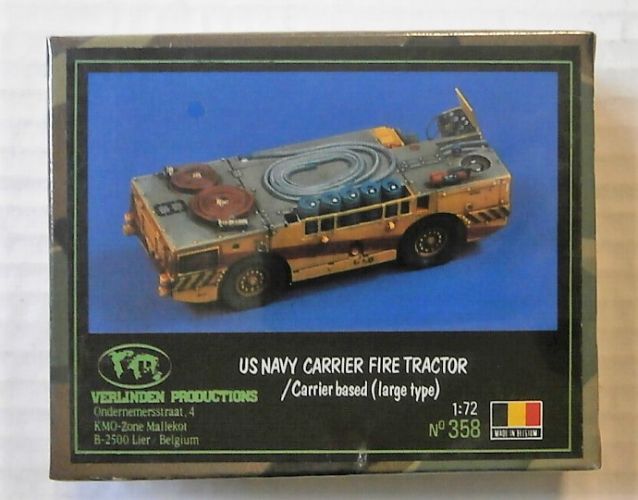 US NAVY CARRIER FIRE TRACTOR
/Carrier based (large type)
VERLINDEN PRODUCTIONS
Ondernemersstraat, 4
KMO-Zone Mallekot
B-2500 Lier / Belgium
1:72
Nº 358
MADE IN BELGIUM